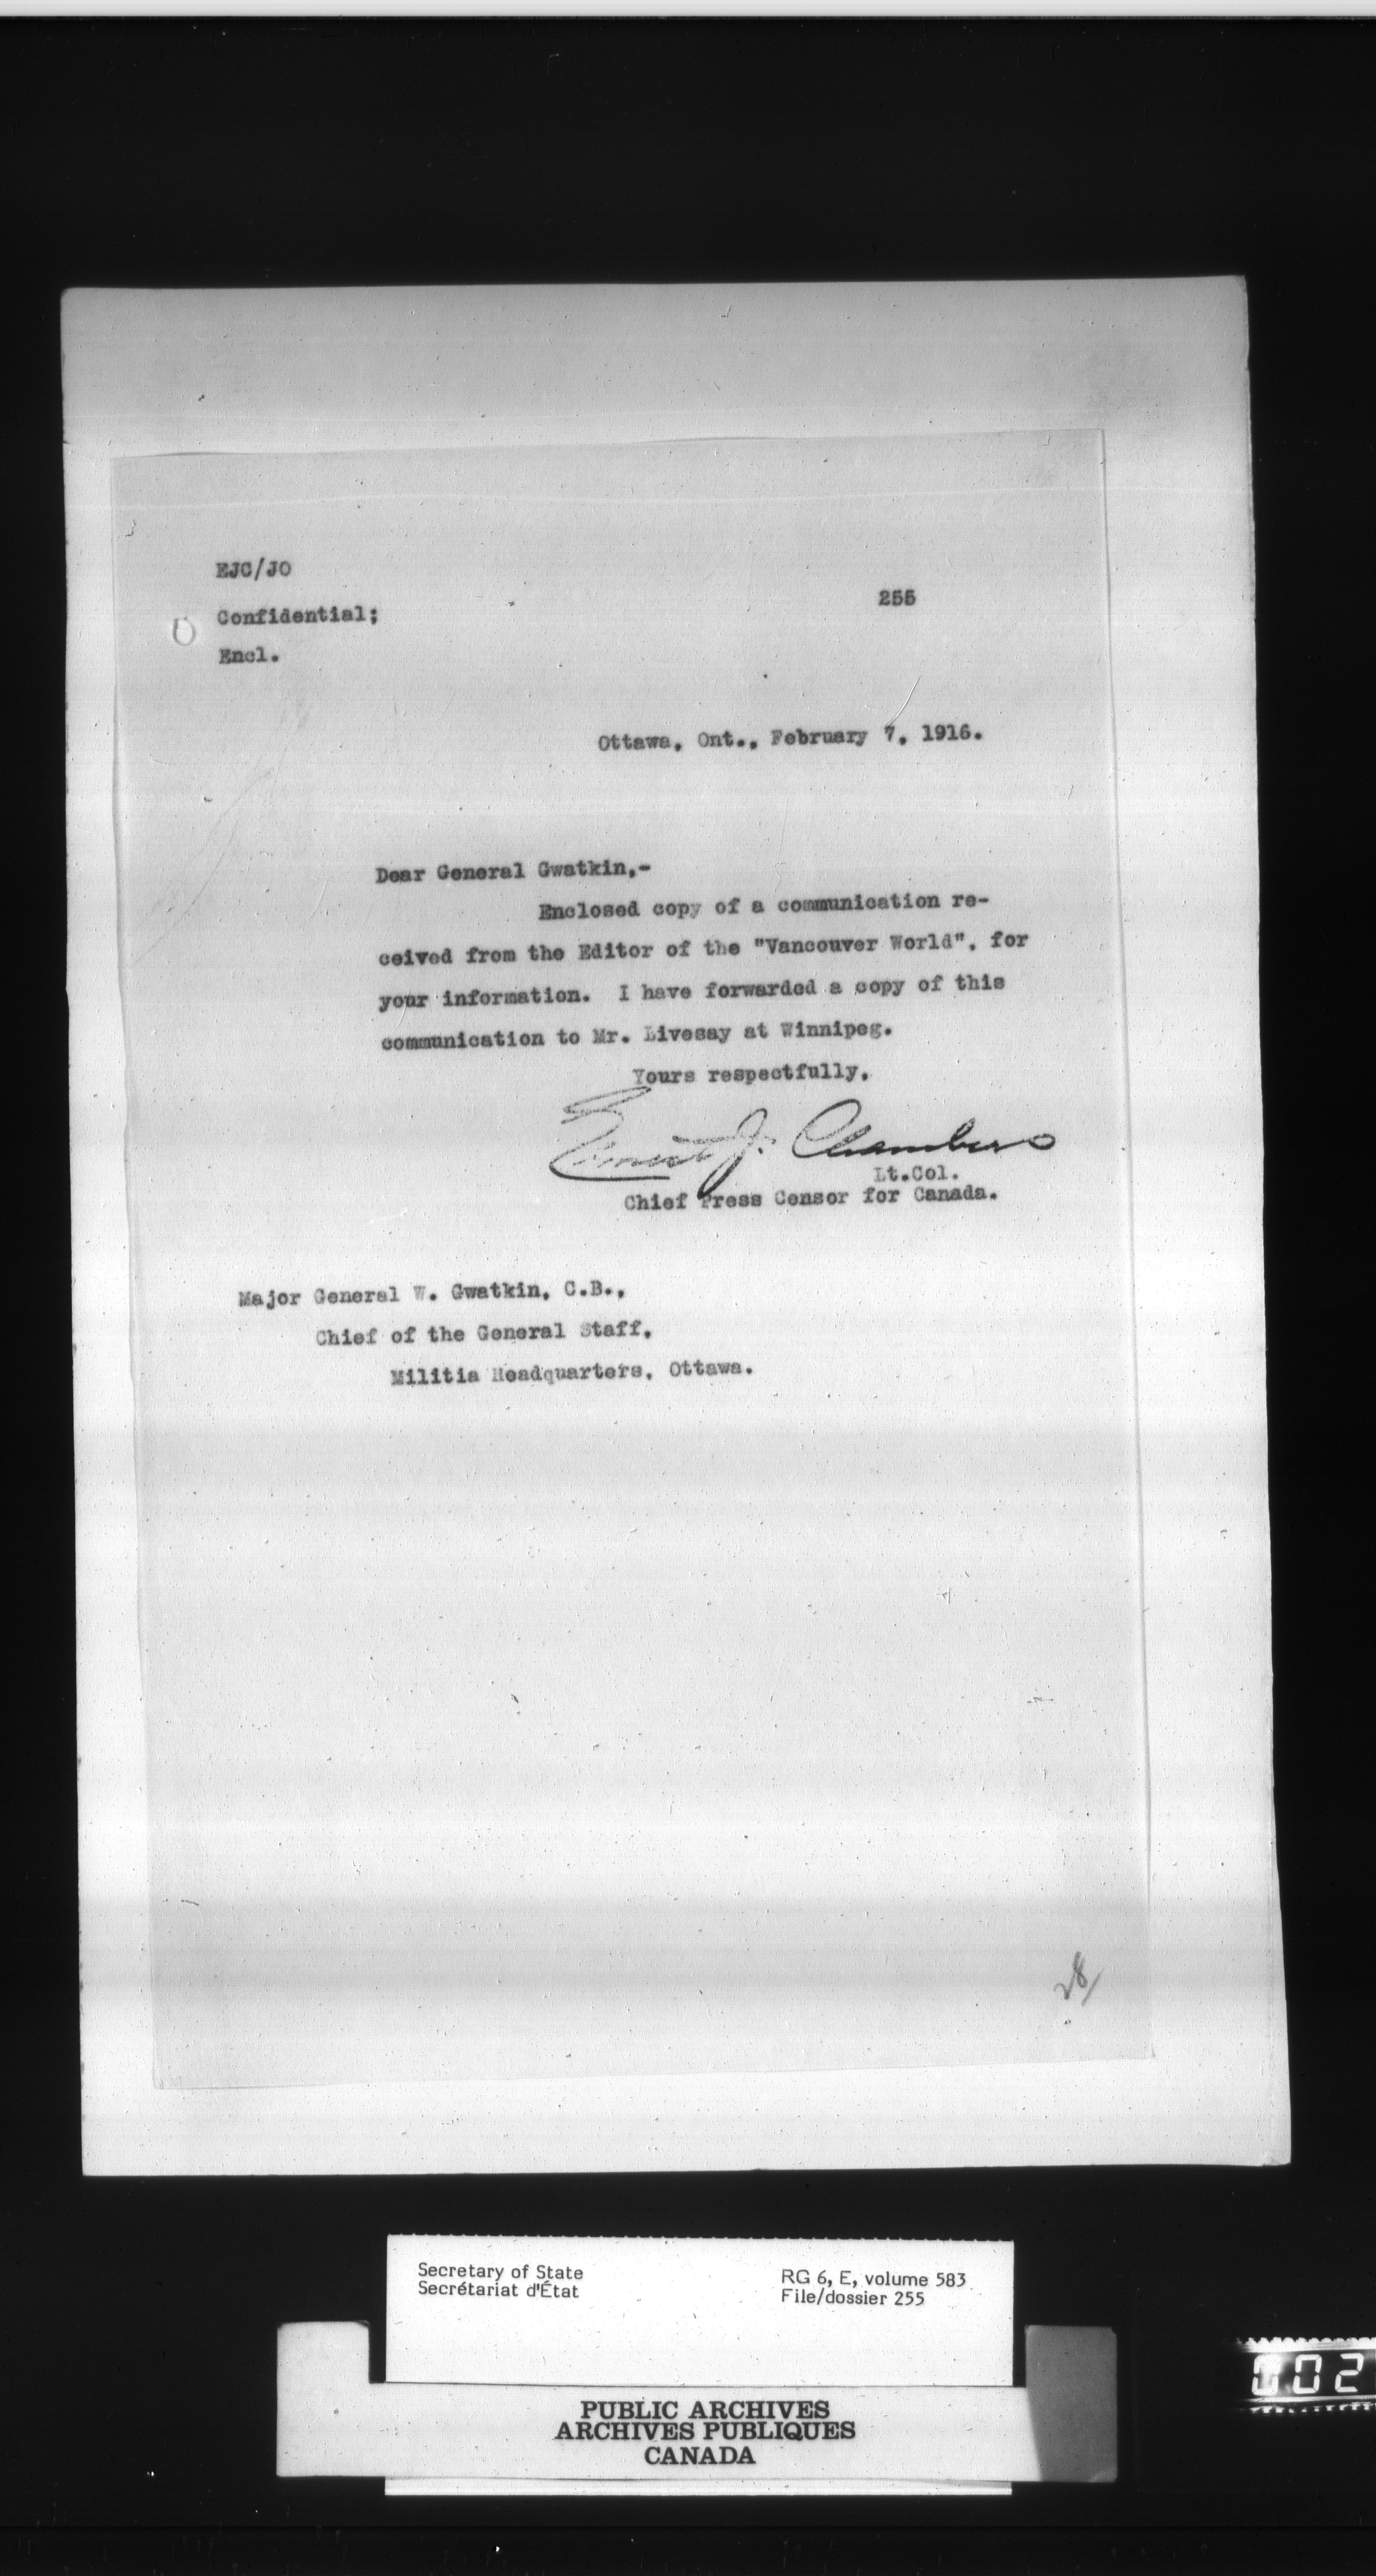 EJC/JO
255
Confidential;
Encl.
Ottawa, Ont., February 7, 1916.
Dear General Gwatkin,-
Enclosed copy of a communication re-
ceived from the Editor of the "Vancouver World", for
your information. I have forwarded a copy of this
communication to Mr. Livesay at Winnipeg.
Yours respectfully,
Ernest J. Chambers
Lt.Col.
Chief Press Censor for Canada.
Major General W. Gwatkin, C.B.,
Chief of the General Staff,
Militia Headquarters, Ottawa.
28
Secretary of State
Secrétariat d'État
RG 6, E, volume 583
File/dossier 255
002
PUBLIC ARCHIVES
ARCHIVES PUBLIQUES
CANADA